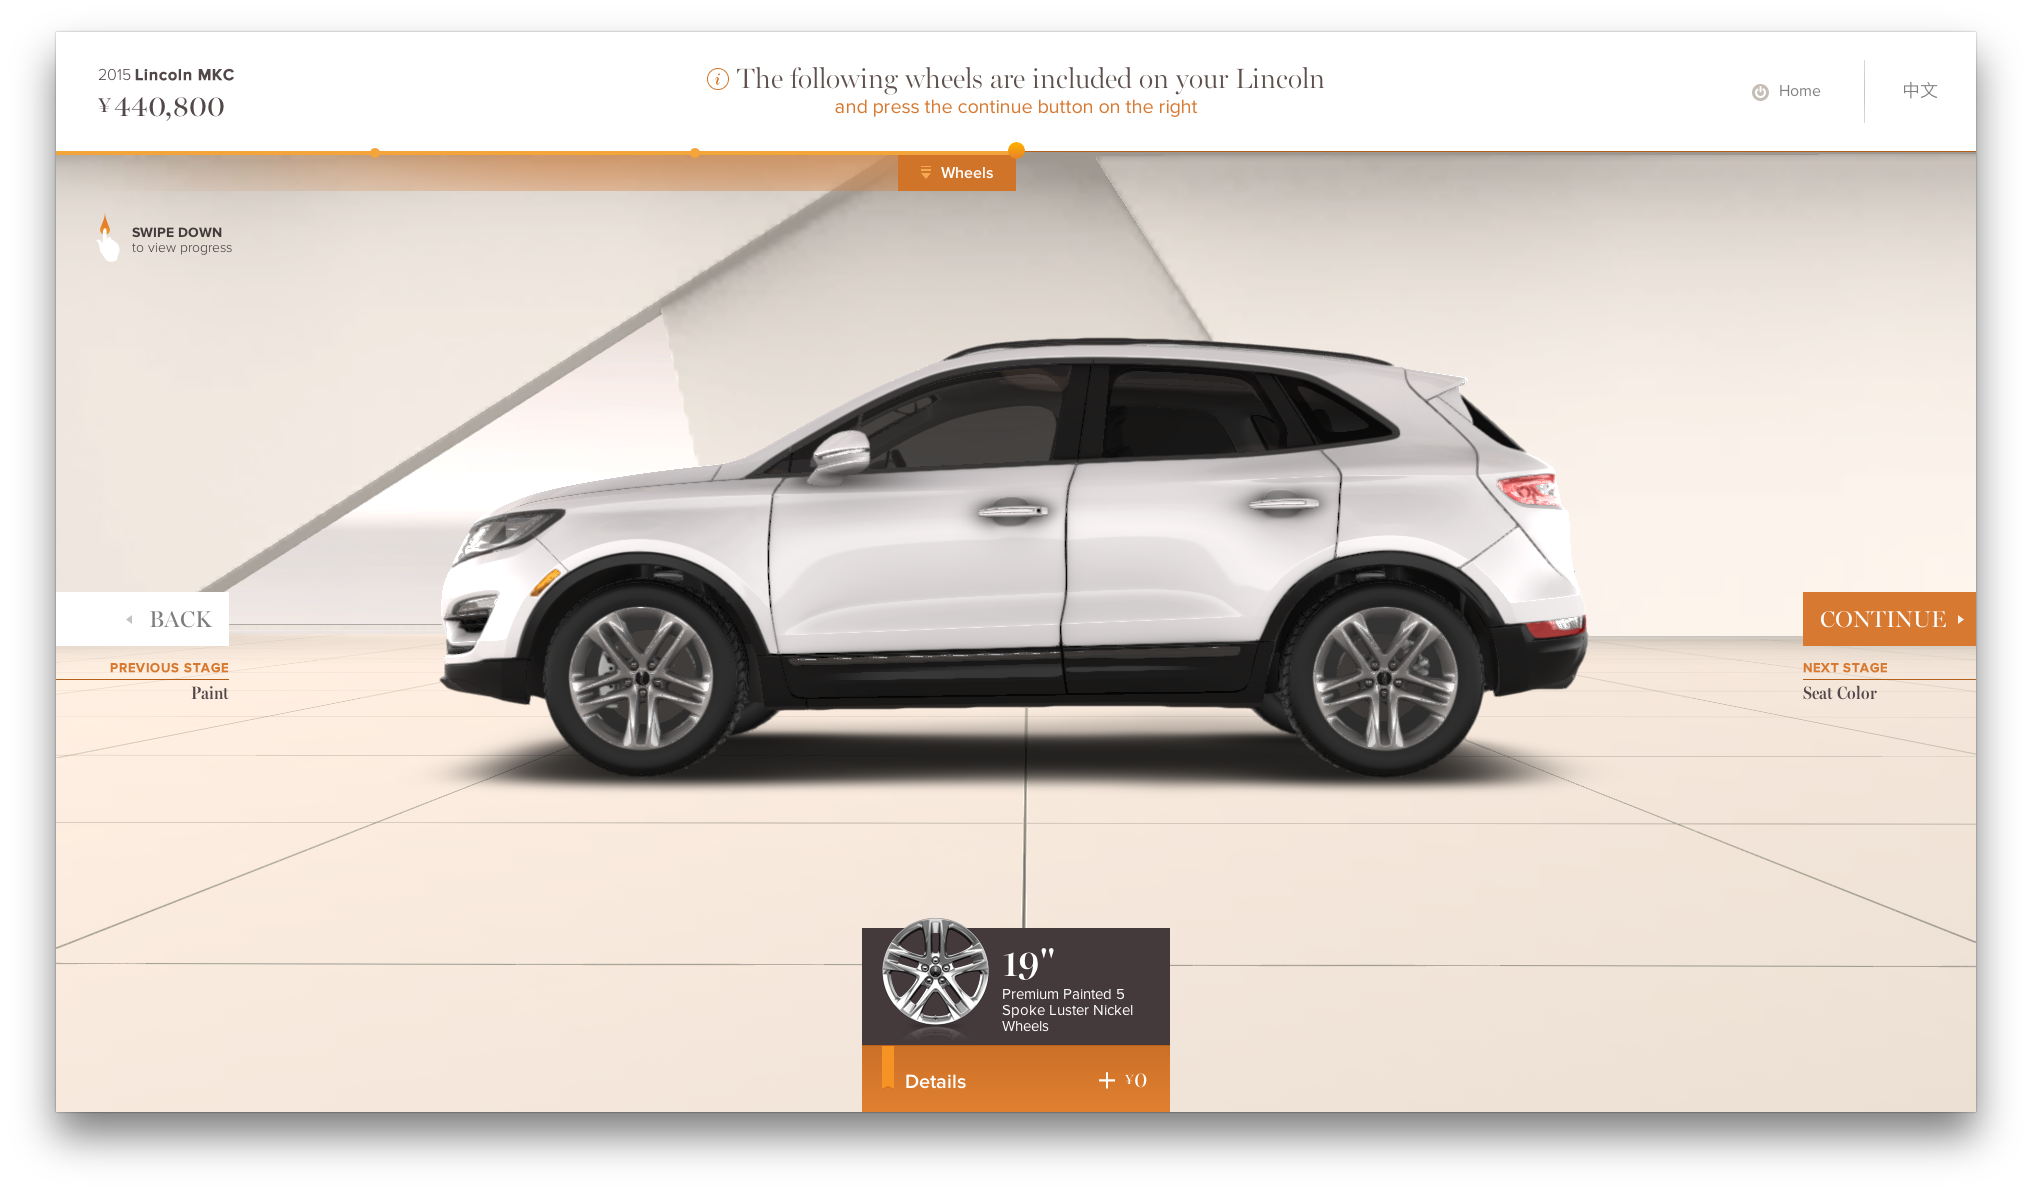 2015 Lincoln MKC
¥440,800
The following wheels are included on your Lincoln
and press the continue button on the right
Home
中文
Wheels
SWIPE DOWN
to view progress
BACK
PREVIOUS STAGE
Paint
CONTINUE
NEXT STAGE
Seat Color
19"
Premium Painted 5
Spoke Luster Nickel
Wheels
Details
+ ¥0